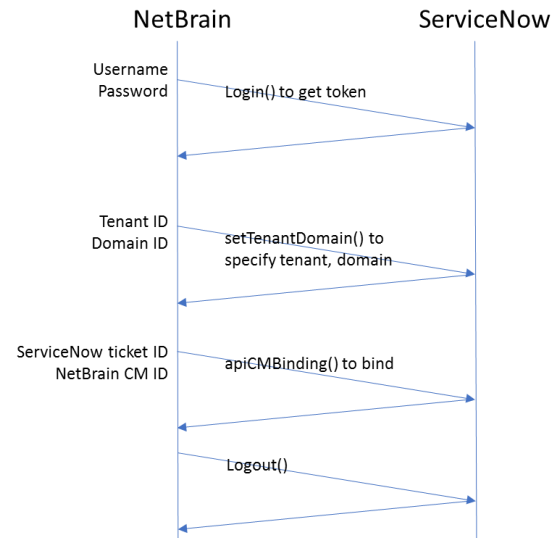 NetBrain
ServiceNow
Username
Password
Login() to get token
Tenant ID
Domain ID
setTenantDomain() to
specify tenant, domain
ServiceNow ticket ID
NetBrain CM ID
apiCMBinding() to bind
Logout()